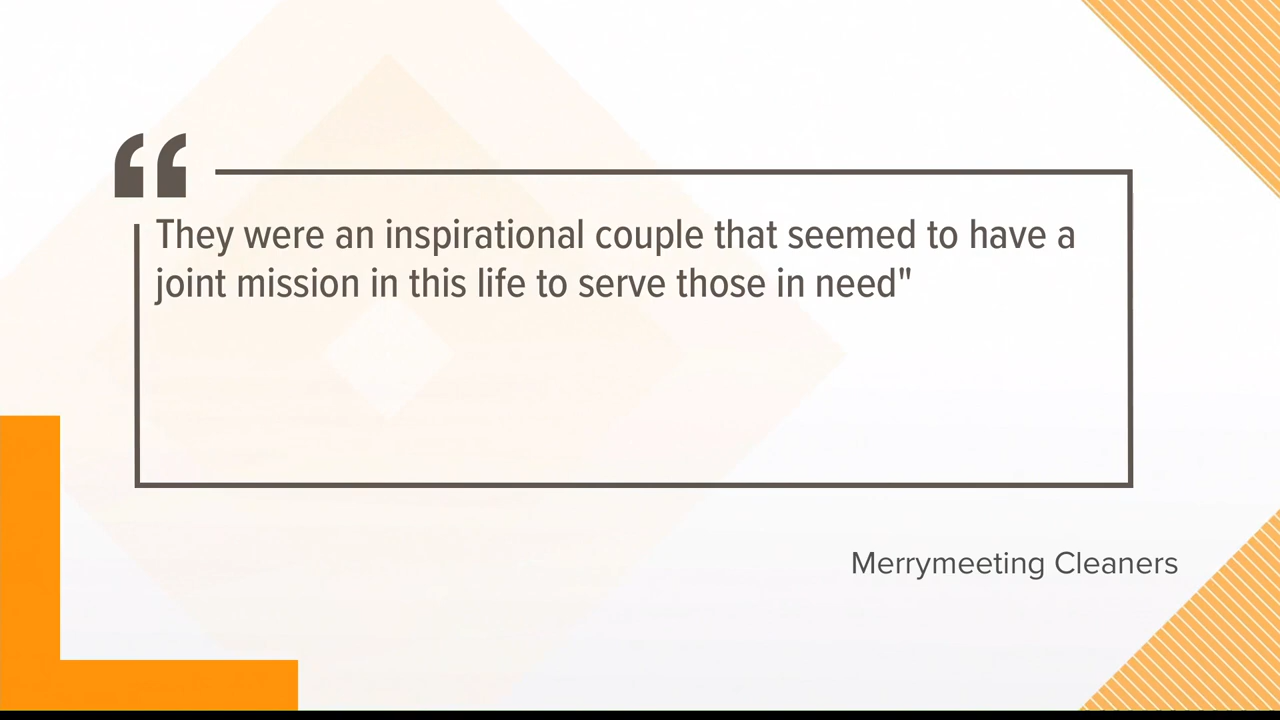 “
They were an inspirational couple that seemed to have a
joint mission in this life to serve those in need"
Merrymeeting Cleaners